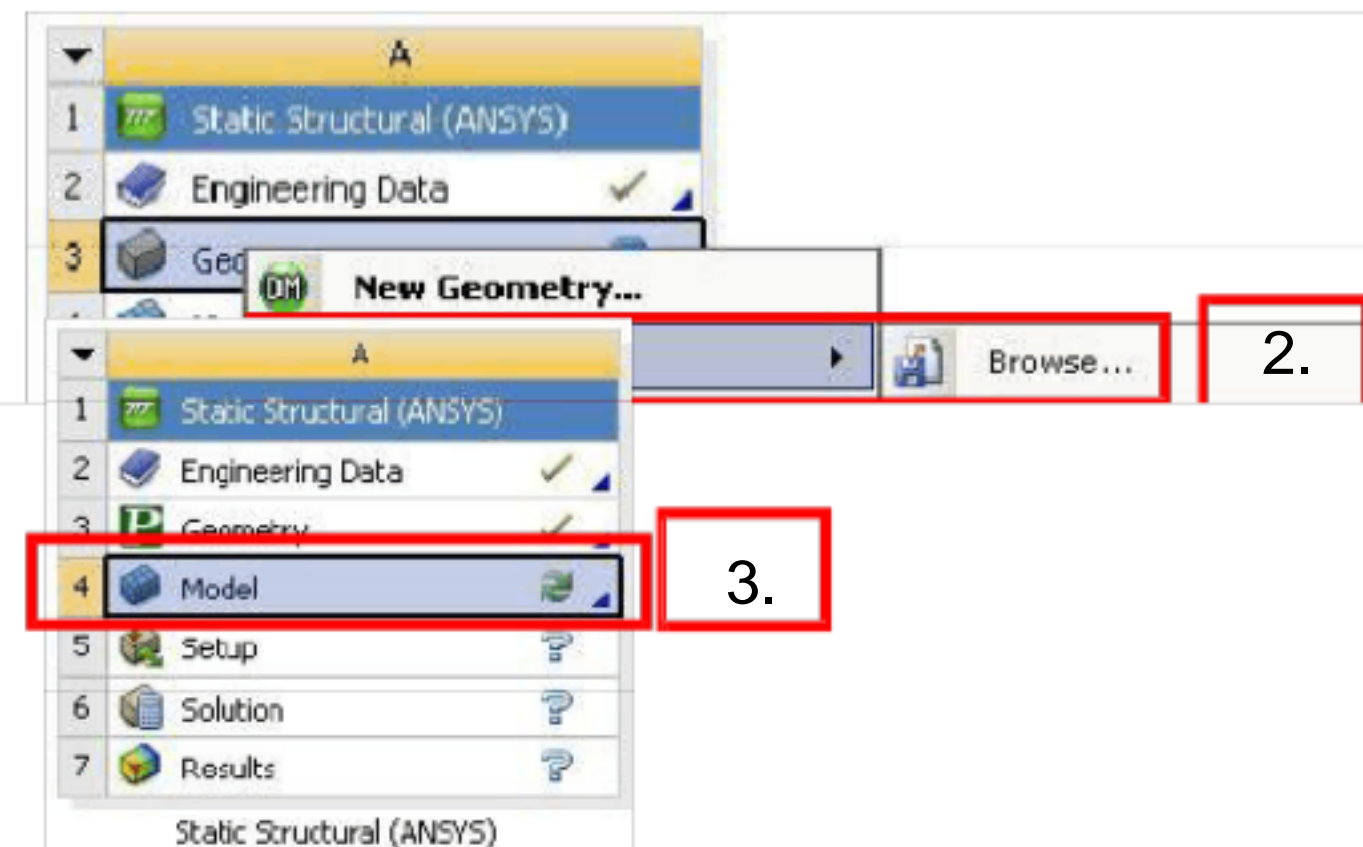 A
1 Static Structural (ANSYS)
2 Engineering Data
3 Geo
New Geometry...
Browse...
2.
A
1 Static Structural (ANSYS)
2 Engineering Data
3 Geometry
4 Model
3.
5 Setup
6 Solution
7 Results
Static Structural (ANSYS)